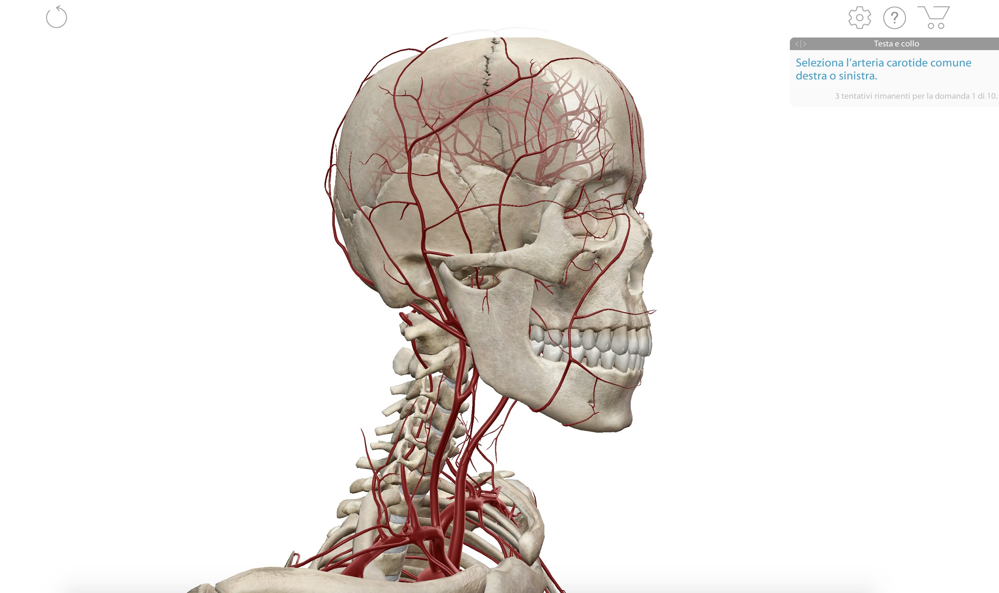 ?
Testa e collo
Seleziona l’arteria carotide comune
destra o sinistra.
3 tentativi rimanenti per la domanda 1 di 10.